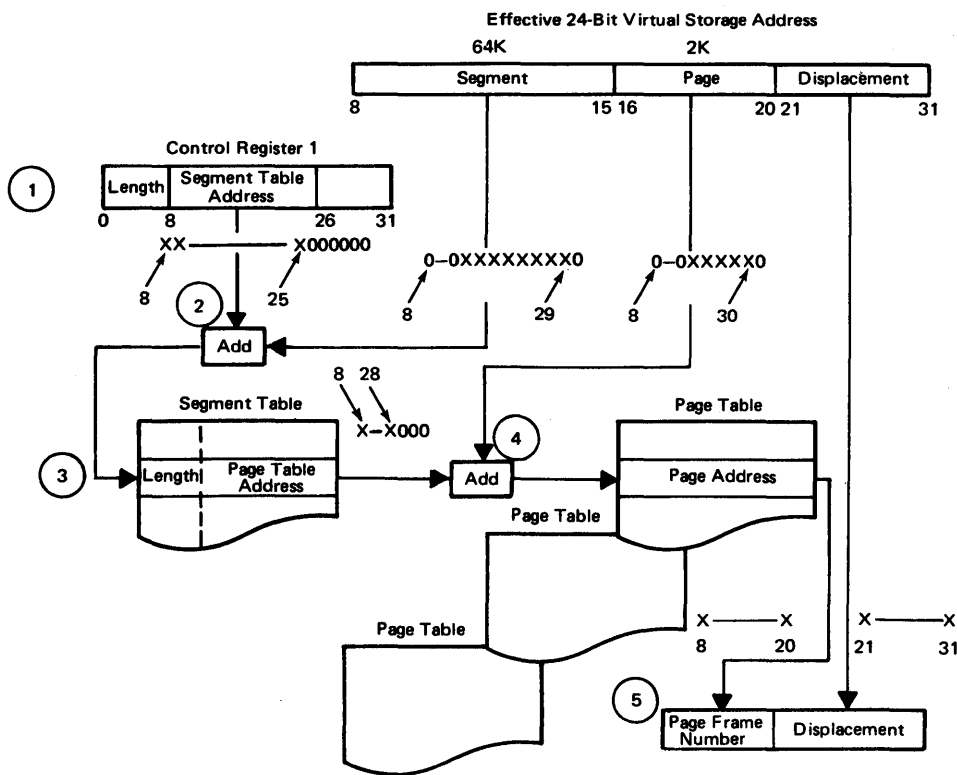 Effective 24-Bit Virtual Storage Address
64K 2K
Segment Page Displacement
8 15 16 20 21 31
Control Register 1
1
Length Segment Table
Address
0 8 26 31
XX X000000
8 25
0–0XXXXXXXX0
8 29
0–0XXXXX0
8 30
2
Add
8 28
X–X000
Segment Table
3
Length Page Table
Address
4
Add
Page Table
Page Address
Page Table
Page Table
X X
8 20
X X
21 31
5
Page Frame
Number
Displacement